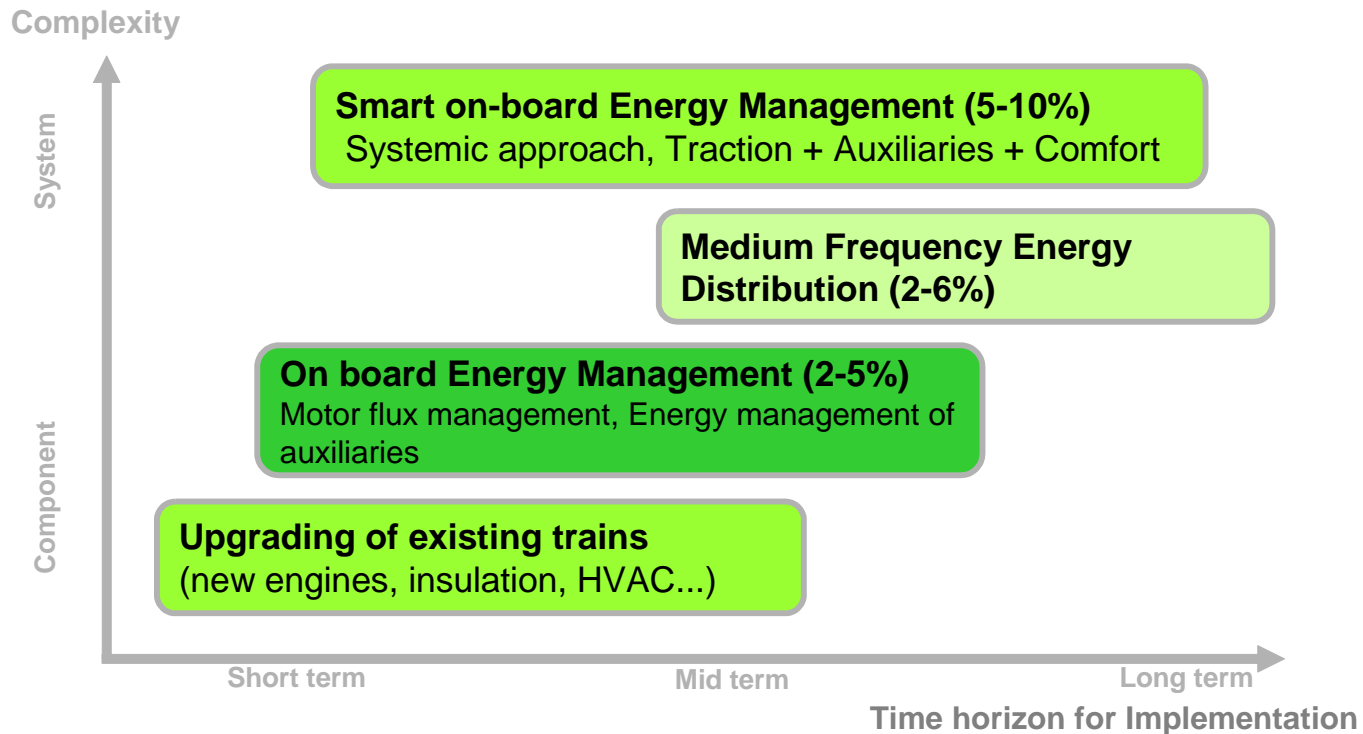 Complexity
System
Smart on-board Energy Management (5-10%)
Systemic approach, Traction + Auxiliaries + Comfort
Medium Frequency Energy
Distribution (2-6%)
Component
On board Energy Management (2-5%)
Motor flux management, Energy management of
auxiliaries
Upgrading of existing trains
(new engines, insulation, HVAC...)
Short term
Mid term
Long term
Time horizon for Implementation